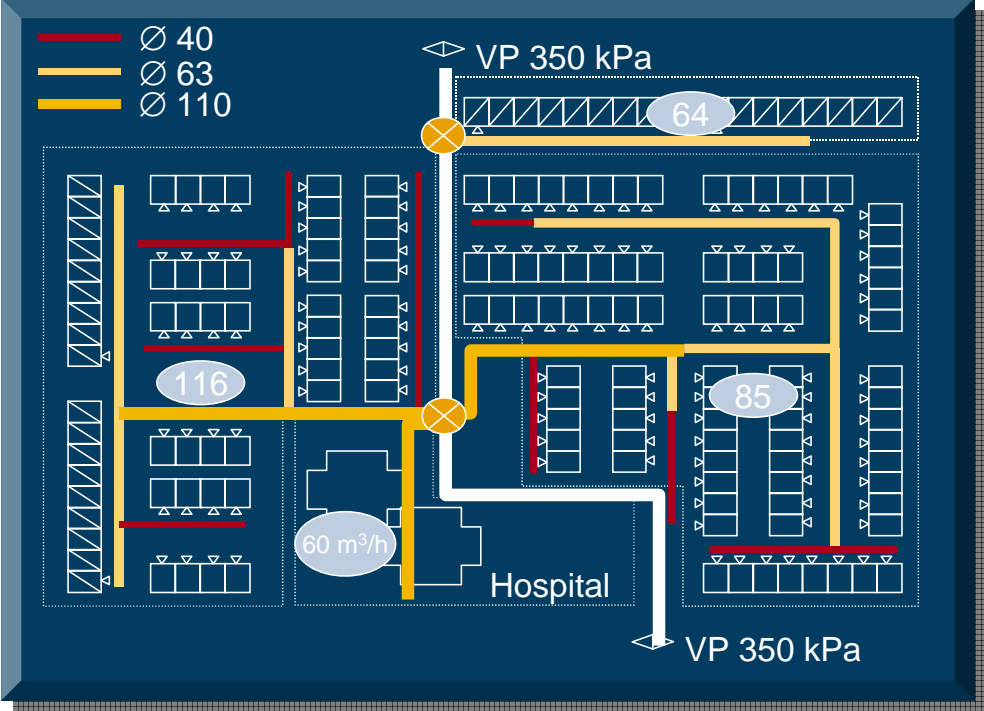 ∅ 40
∅ 63
∅ 110
VP 350 kPa
64
116
85
60 m³/h
Hospital
VP 350 kPa